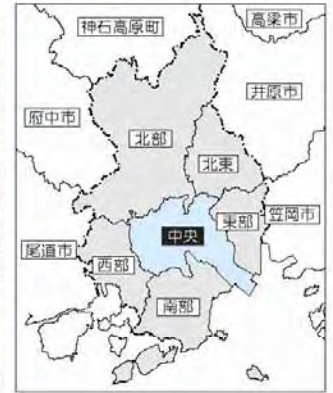 神石高原町
高梁市
井原市
府中市
北部
北東
笠岡市
東部
中央
尾道市
西部
南部